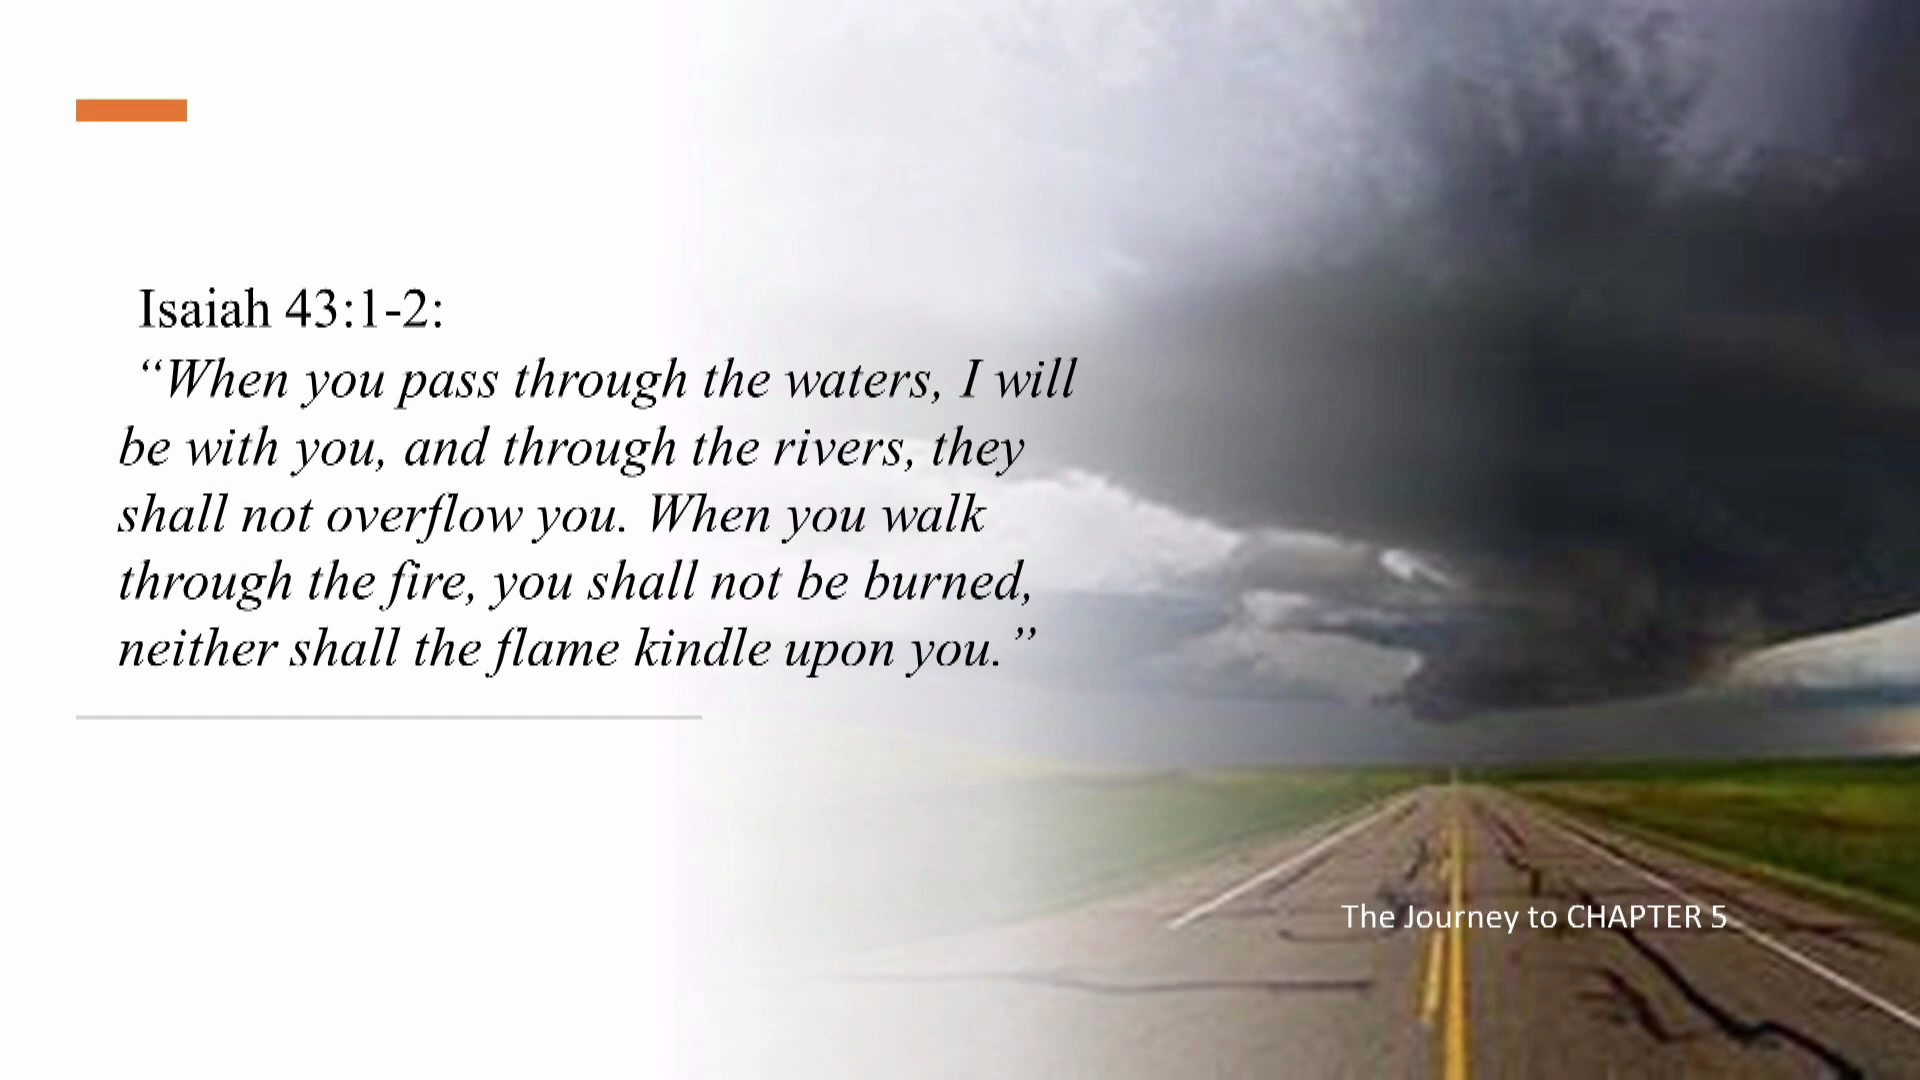 Isaiah 43:1-2:
“When you pass through the waters, I will
be with you, and through the rivers, they
shall not overflow you. When you walk
through the fire, you shall not be burned,
neither shall the flame kindle upon you.”
The Journey to CHAPTER 5